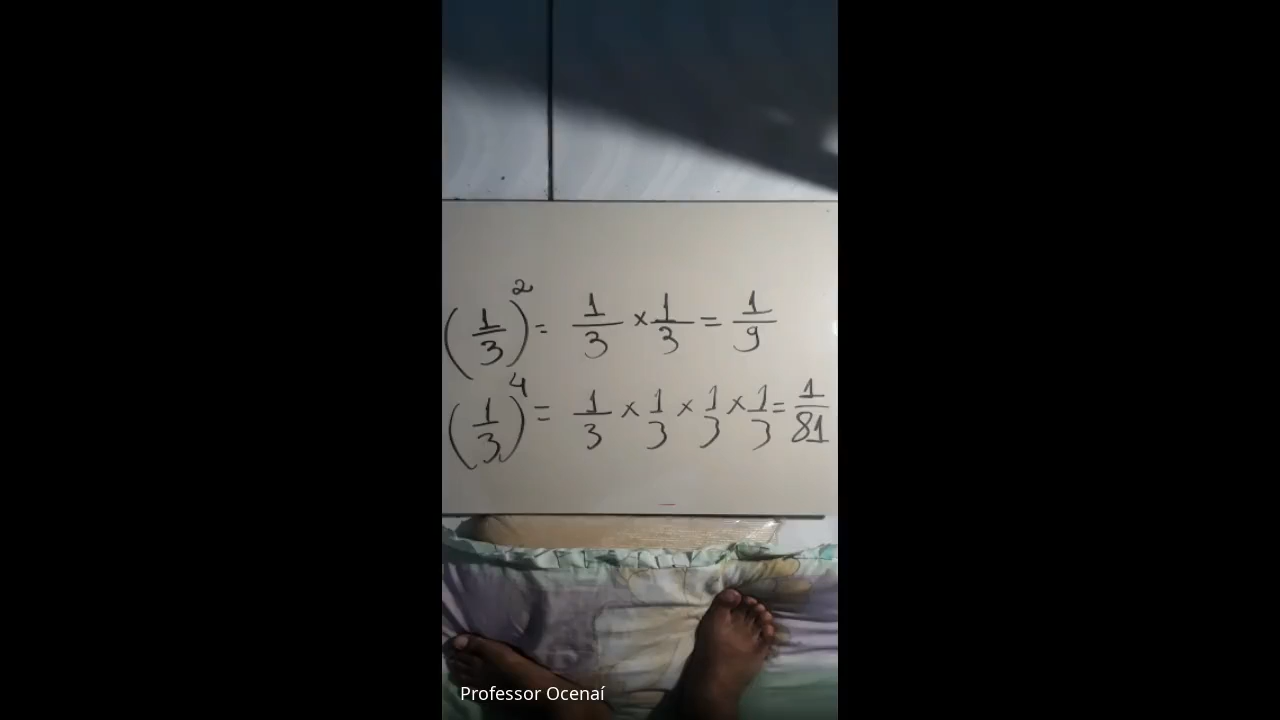 (1/3)² = 1/3 × 1/3 = 1/9
(1/3)⁴ = 1/3 × 1/3 × 1/3 × 1/3 = 1/81
Professor Ocenaí